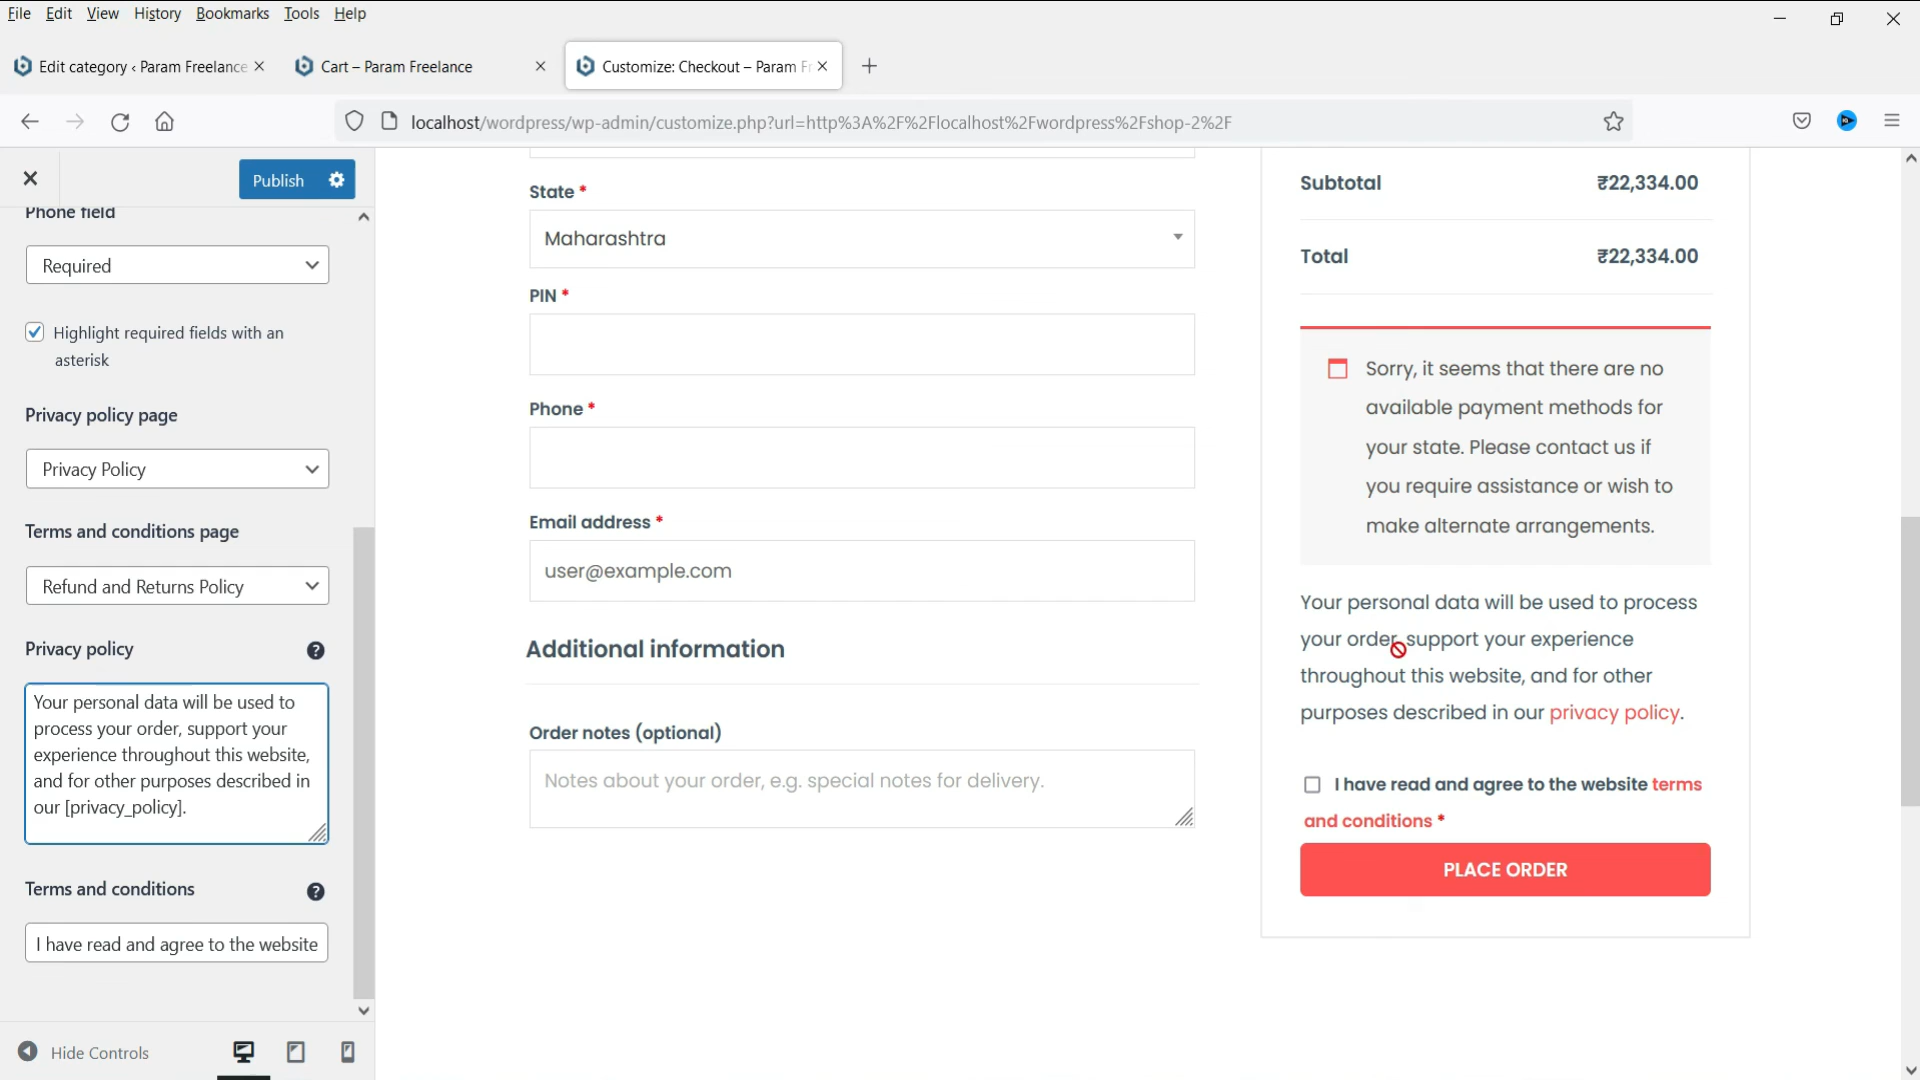 File Edit View History Bookmarks Tools Help
Edit category ‹ Param Freelance
Cart – Param Freelance
Customize: Checkout – Param Fr
localhost/wordpress/wp-admin/customize.php?url=http%3A%2F%2Flocalhost%2Fwordpress%2Fshop-2%2F
Publish
Phone field
Required
Highlight required fields with an
asterisk
Privacy policy page
Privacy Policy
Terms and conditions page
Refund and Returns Policy
Privacy policy
Your personal data will be used to
process your order, support your
experience throughout this website,
and for other purposes described in
our [privacy_policy].
Terms and conditions
I have read and agree to the website
Hide Controls
State *
Maharashtra
PIN *
Phone *
Email address *
user@example.com
Additional information
Order notes (optional)
Notes about your order, e.g. special notes for delivery.
Subtotal ₹22,334.00
Total ₹22,334.00
Sorry, it seems that there are no
available payment methods for
your state. Please contact us if
you require assistance or wish to
make alternate arrangements.
Your personal data will be used to process
your order, support your experience
throughout this website, and for other
purposes described in our privacy policy.
I have read and agree to the website terms
and conditions *
PLACE ORDER